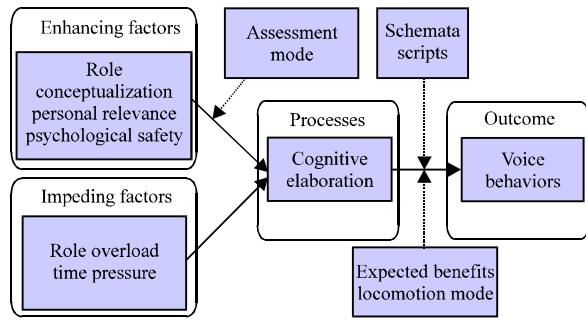 Enhancing factors
Role
conceptualization
personal relevance
psychological safety
Assessment
mode
Schemata
scripts
Processes
Cognitive
elaboration
Outcome
Voice
behaviors
Impeding factors
Role overload
time pressure
Expected benefits
locomotion mode